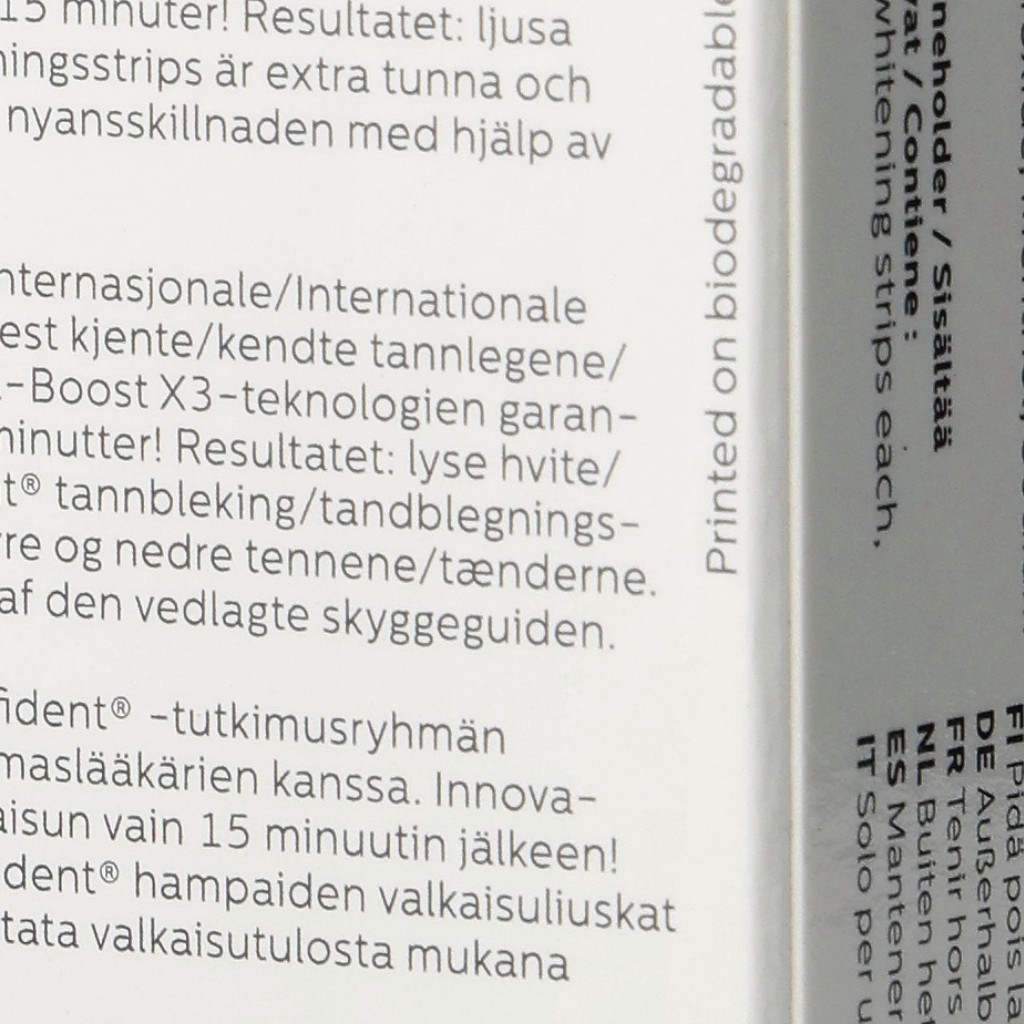 15 minuter! Resultatet: ljusa
ningsstrips är extra tunna och
nyansskillnaden med hjälp av
nternasjonale/Internationale
est kjente/kendte tannlegene/
-Boost X3-teknologien garan-
minutter! Resultatet: lyse hvite/
t® tannbleking/tandblegnings-
re og nedre tennene/tænderne.
af den vedlagte skyggeguiden.
fident® -tutkimusryhmän
maslääkärien kanssa. Innova-
aisun vain 15 minuutin jälkeen!
dent® hampaiden valkaisuliuskat
tata valkaisutulosta mukana
Printed on biodegradable
neholder / Sisältää
vat / Contiene :
whitening strips each.
FI Pidä pois la
DE Außerhalb
FR Tenir hors
NL Buiten he
ES Mantener
IT Solo per u